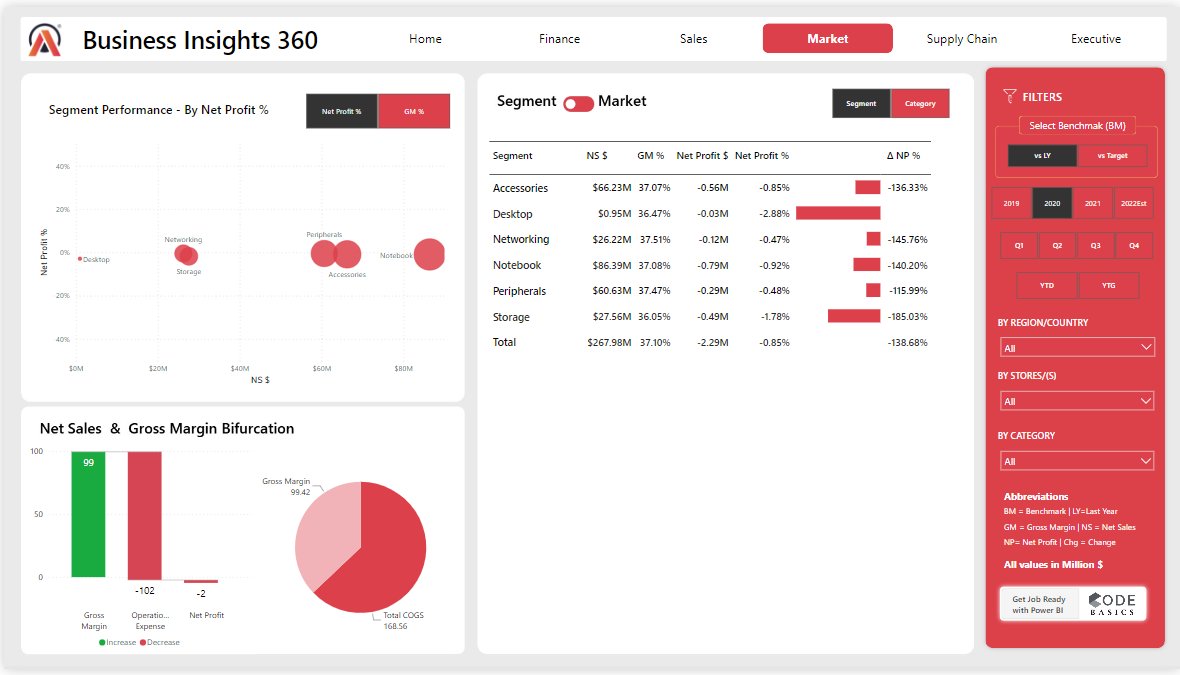 Business Insights 360
Home
Finance
Sales
Market
Supply Chain
Executive
Segment Performance - By Net Profit %
Net Profit %
GM %
Net Profit %
40%
20%
0%
20%
40%
Networking
Storage
Desktop
Peripherals
Accessories
Notebook
$0M $20M $40M $60M $80M
NS $
Net Sales & Gross Margin Bifurcation
100
50
0
99
-102
-2
Gross Margin
Operatio... Expense
Net Profit
Increase Decrease
Gross Margin
99.42
Total COGS
168.56
Segment Market
Segment
Category
Segment NS $ GM % Net Profit $ Net Profit % Δ NP %
Accessories $66.23M 37.07% -0.56M -0.85% -136.33%
Desktop $0.95M 36.47% -0.03M -2.88%
Networking $26.22M 37.51% -0.12M -0.47% -145.76%
Notebook $86.39M 37.08% -0.79M -0.92% -140.20%
Peripherals $60.63M 37.47% -0.29M -0.48% -115.99%
Storage $27.56M 36.05% -0.49M -1.78% -185.03%
Total $267.98M 37.10% -2.29M -0.85% -138.68%
FILTERS
Select Benchmak (BM)
vs LY
vs Target
2019 2020 2021 2022Est
Q1 Q2 Q3 Q4
YTD YTG
BY REGION/COUNTRY
All
BY STORES/(S)
All
BY CATEGORY
All
Abbreviations
BM = Benchmark | LY=Last Year
GM = Gross Margin | NS = Net Sales
NP= Net Profit | Chg = Change
All values in Million $
Get Job Ready
with Power BI
CODE
BASICS